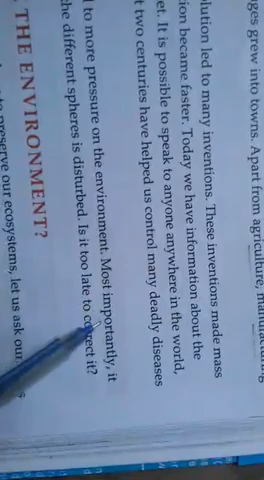 ges grew into towns. Apart from agriculture, manufacturing
lution led to many inventions. These inventions made mass
ion became faster. Today we have information about the
et. It is possible to speak to anyone anywhere in the world,
t two centuries have helped us control many deadly diseases
to more pressure on the environment. Most importantly, it
he different spheres is disturbed. Is it too late to correct it?
THE ENVIRONMENT?
to preserve our ecosystems, let us ask